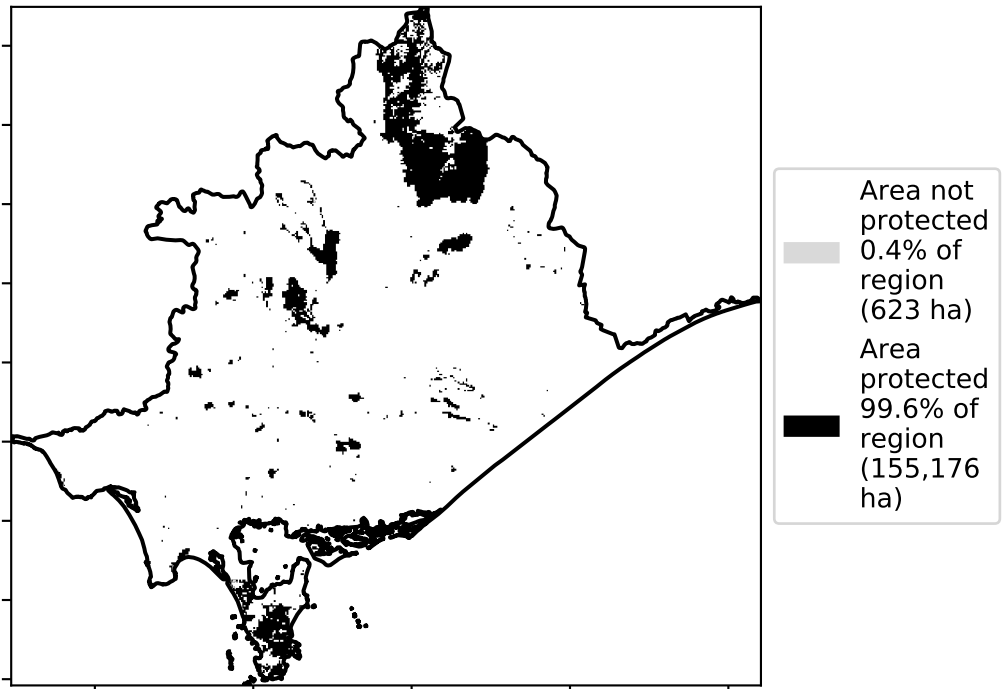 Area not
protected
0.4% of
region
(623 ha)
Area
protected
99.6% of
region
(155,176
ha)